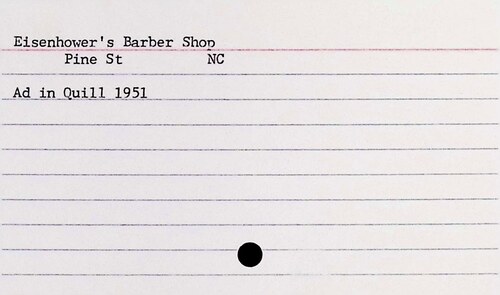 Eisenhower's Barber Shop
Pine St NC
Ad in Quill 1951